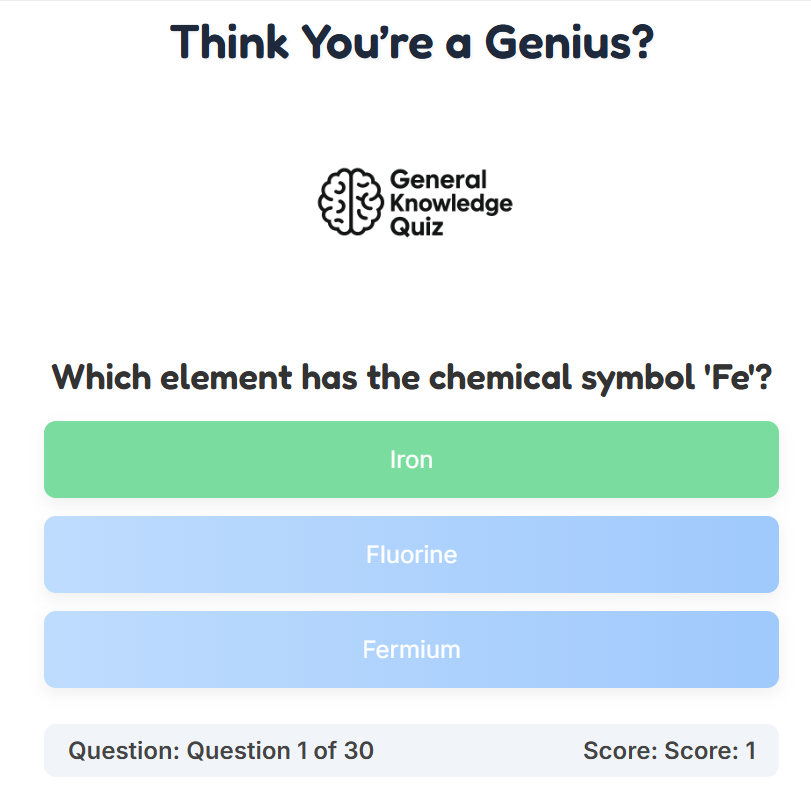 Think You’re a Genius?
General
Knowledge
Quiz
Which element has the chemical symbol 'Fe'?
Iron
Fluorine
Fermium
Question: Question 1 of 30
Score: Score: 1